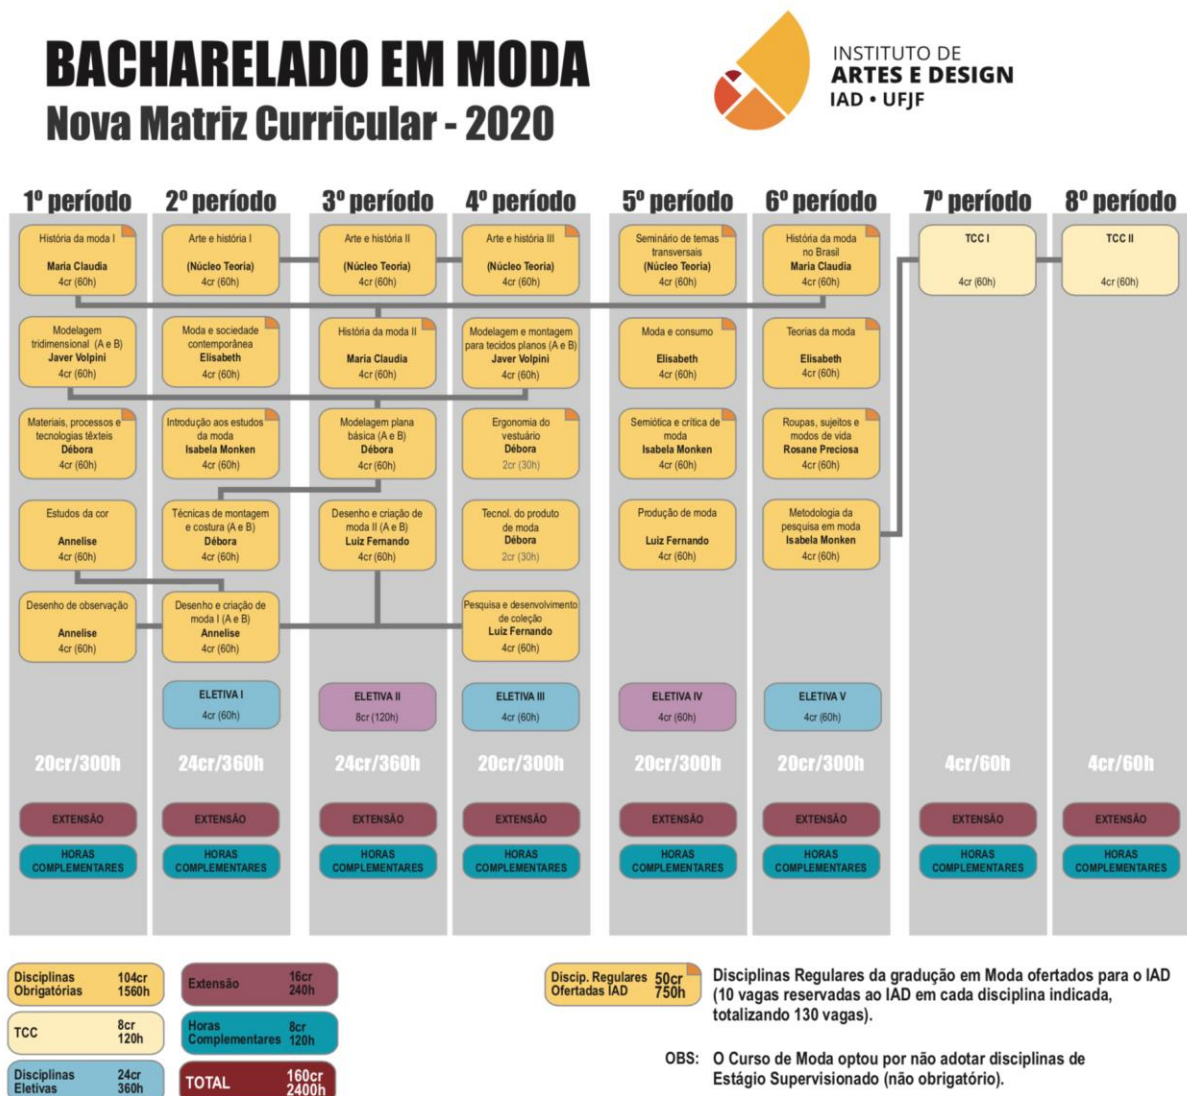 BACHARELADO EM MODA
Nova Matriz Curricular - 2020
INSTITUTO DE
ARTES E DESIGN
IAD • UFJF
1º período
História da moda I
Maria Claudia
4cr (60h)
Modelagem
tridimensional (A e B)
Javer Volpini
4cr (60h)
Materiais, processos e
tecnologias têxteis
Débora
4cr (60h)
Estudos da cor
Annelise
4cr (60h)
Desenho de observação
Annelise
4cr (60h)
20cr/300h
EXTENSÃO
HORAS
COMPLEMENTARES
2º período
Arte e história I
(Núcleo Teoria)
4cr (60h)
Moda e sociedade
contemporânea
Elisabeth
4cr (60h)
Introdução aos estudos
da moda
Isabela Monken
4cr (60h)
Técnicas de montagem
e costura (A e B)
Débora
4cr (60h)
Desenho e criação de
moda I (A e B)
Annelise
4cr (60h)
ELETIVA I
4cr (60h)
24cr/360h
EXTENSÃO
HORAS
COMPLEMENTARES
3º período
Arte e história II
(Núcleo Teoria)
4cr (60h)
História da moda II
Maria Claudia
4cr (60h)
Modelagem plana
básica (A e B)
Débora
4cr (60h)
Desenho e criação de
moda II (A e B)
Luiz Fernando
4cr (60h)
ELETIVA II
8cr (120h)
24cr/360h
EXTENSÃO
HORAS
COMPLEMENTARES
4º período
Arte e história III
(Núcleo Teoria)
4cr (60h)
Modelagem e montagem
para tecidos planos (A e B)
Javer Volpini
4cr (60h)
Ergonomia do
vestuário
Débora
2cr (30h)
Tecnol. do produto
de moda
Débora
2cr (30h)
Pesquisa e desenvolvimento
de coleção
Luiz Fernando
4cr (60h)
ELETIVA III
4cr (60h)
20cr/300h
EXTENSÃO
HORAS
COMPLEMENTARES
5º período
Seminário de temas
transversais
(Núcleo Teoria)
4cr (60h)
Moda e consumo
Elisabeth
4cr (60h)
Semiótica e crítica de
moda
Isabela Monken
4cr (60h)
Produção de moda
Luiz Fernando
4cr (60h)
ELETIVA IV
4cr (60h)
20cr/300h
EXTENSÃO
HORAS
COMPLEMENTARES
6º período
História da moda
no Brasil
Maria Claudia
4cr (60h)
Teorias da moda
Elisabeth
4cr (60h)
Roupas, sujeitos e
modos de vida
Rosane Preciosa
4cr (60h)
Metodologia da
pesquisa em moda
Isabela Monken
4cr (60h)
ELETIVA V
4cr (60h)
20cr/300h
EXTENSÃO
HORAS
COMPLEMENTARES
7º período
TCC I
4cr (60h)
4cr/60h
EXTENSÃO
HORAS
COMPLEMENTARES
8º período
TCC II
4cr (60h)
4cr/60h
EXTENSÃO
HORAS
COMPLEMENTARES
Disciplinas 104cr
Obrigatórias 1560h
TCC 8cr
120h
Disciplinas 24cr
Eletivas 360h
Extensão 16cr
240h
Horas 8cr
Complementares 120h
TOTAL 160cr
2400h
Discip. Regulares 50cr
Ofertadas IAD 750h
Disciplinas Regulares da gradução em Moda ofertados para o IAD
(10 vagas reservadas ao IAD em cada disciplina indicada,
totalizando 130 vagas).
OBS: O Curso de Moda optou por não adotar disciplinas de
Estágio Supervisionado (não obrigatório).